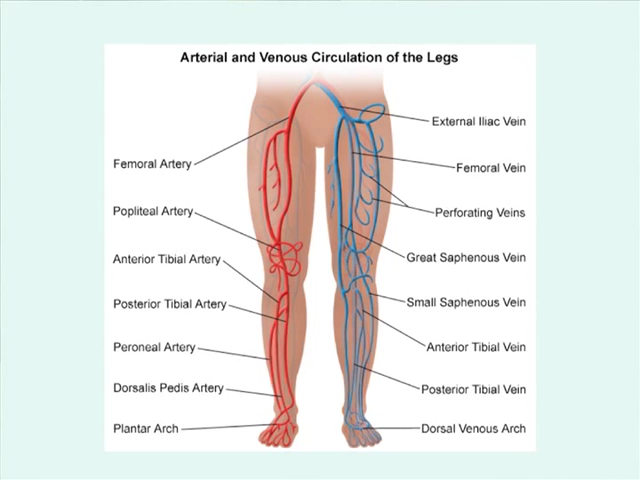 Arterial and Venous Circulation of the Legs
External Iliac Vein
Femoral Artery
Femoral Vein
Popliteal Artery
Perforating Veins
Anterior Tibial Artery
Great Saphenous Vein
Posterior Tibial Artery
Small Saphenous Vein
Peroneal Artery
Anterior Tibial Vein
Dorsalis Pedis Artery
Posterior Tibial Vein
Plantar Arch
Dorsal Venous Arch